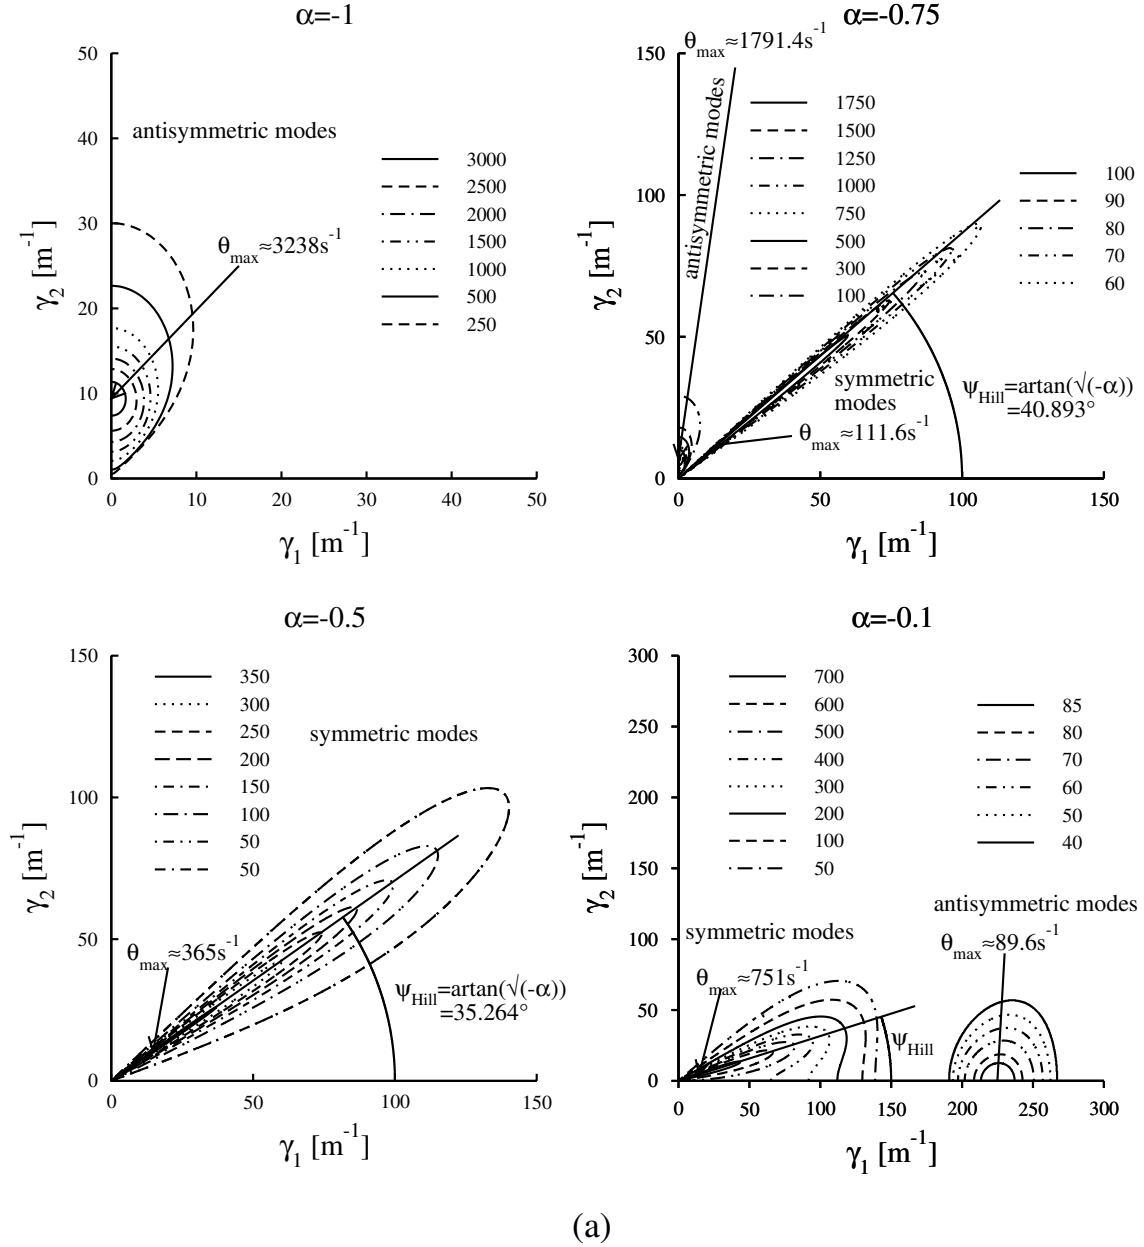 α=-1
50
40
30
20
10
0
γ2 [m-1]
antisymmetric modes
θmax≈3238s-1
3000
2500
2000
1500
1000
500
250
0
10
20
30
40
50
γ1 [m-1]
α=-0.75
θmax≈1791.4s-1
150
100
50
0
γ2 [m-1]
antisymmetric modes
1750
1500
1250
1000
750
500
300
100
100
90
80
70
60
symmetric
modes
θmax≈111.6s-1
ψHill=artan(√(-α))
=40.893°
0
50
100
150
γ1 [m-1]
α=-0.5
150
100
50
0
γ2 [m-1]
350
300
250
200
150
100
50
50
symmetric modes
θmax≈365s-1
ψHill=artan(√(-α))
=35.264°
0
50
100
150
γ1 [m-1]
α=-0.1
300
250
200
150
100
50
0
γ2 [m-1]
700
600
500
400
300
200
100
50
85
80
70
60
50
40
antisymmetric modes
θmax≈89.6s-1
symmetric modes
θmax≈751s-1
ψHill
0
50
100
150
200
250
300
γ1 [m-1]
(a)